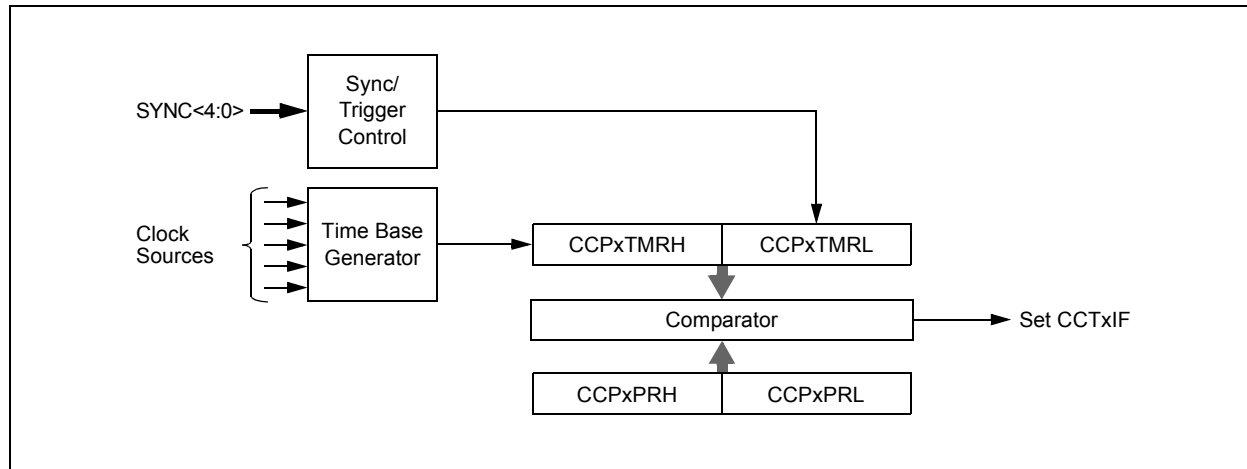 SYNC<4:0>
Sync/
Trigger
Control
Clock
Sources
Time Base
Generator
CCPxTMRH
CCPxTMRL
Comparator
Set CCTxIF
CCPxPRH
CCPxPRL